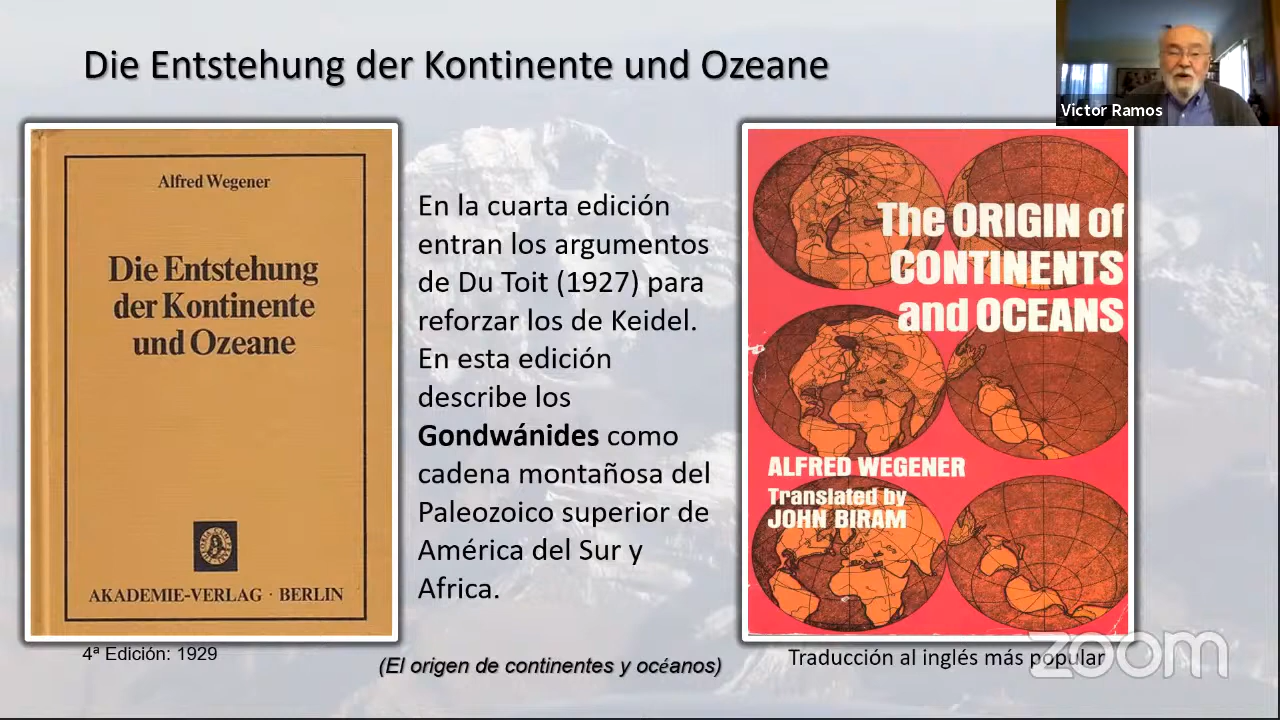 Die Entstehung der Kontinente und Ozeane
Victor Ramos
Alfred Wegener
Die Entstehung
der Kontinente
und Ozeane
AKADEMIE-VERLAG · BERLIN
4ª Edición: 1929
En la cuarta edición
entran los argumentos
de Du Toit (1927) para
reforzar los de Keidel.
En esta edición
describe los
Gondwánides como
cadena montañosa del
Paleozoico superior de
América del Sur y
Africa.
(El origen de continentes y océanos)
The ORIGIN of
CONTINENTS
and OCEANS
ALFRED WEGENER
Translated by
JOHN BIRAM
Traducción al inglés más popular
zoom